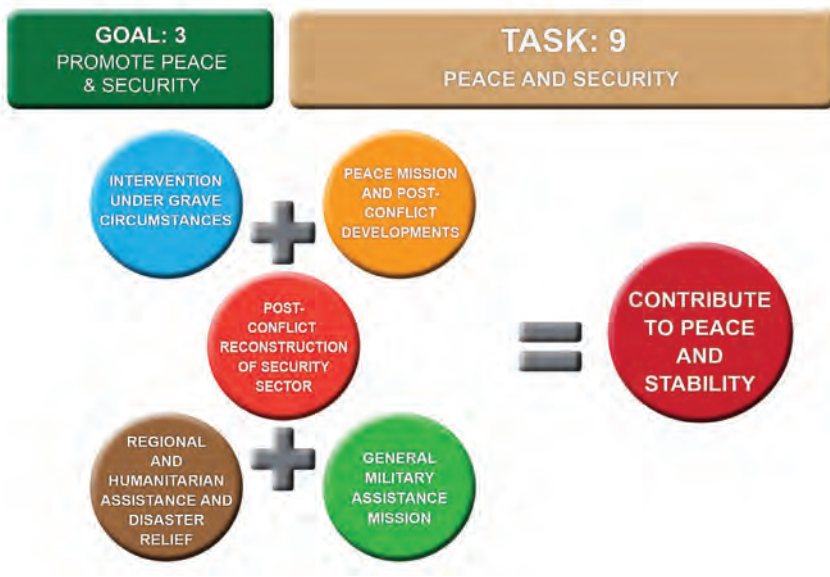 GOAL: 3
PROMOTE PEACE
& SECURITY
TASK: 9
PEACE AND SECURITY
INTERVENTION
UNDER GRAVE
CIRCUMSTANCES
PEACE MISSION
AND POST-
CONFLICT
DEVELOPMENTS
POST-
CONFLICT
RECONSTRUCTION
OF SECURITY
SECTOR
REGIONAL
AND
HUMANITARIAN
ASSISTANCE AND
DISASTER
RELIEF
GENERAL
MILITARY
ASSISTANCE
MISSION
CONTRIBUTE
TO PEACE
AND
STABILITY